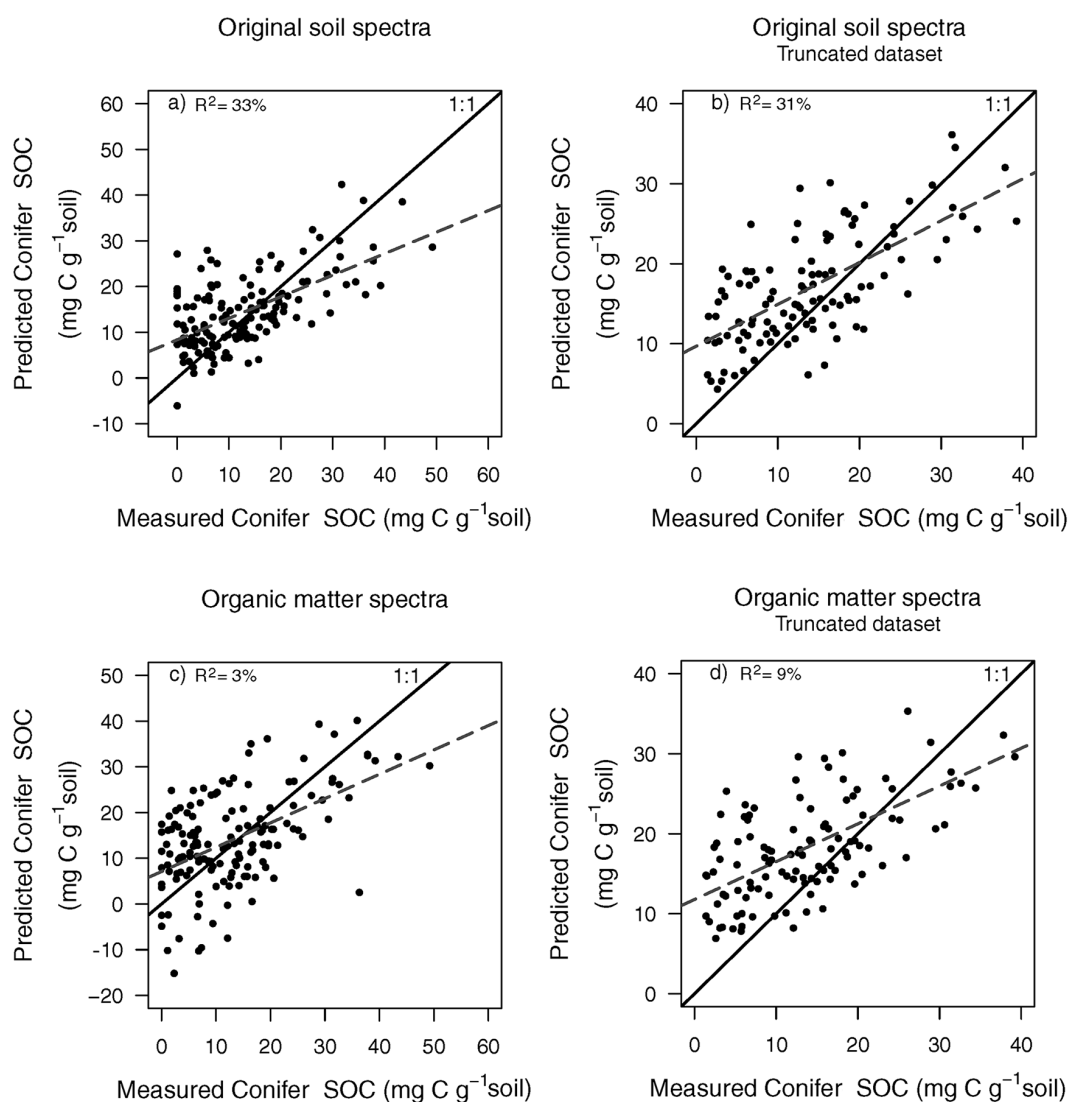 Original soil spectra
a) R²= 33%
1:1
60
50
40
30
20
10
0
-10
Predicted Conifer SOC
(mg C g⁻¹soil)
0 10 20 30 40 50 60
Measured Conifer SOC (mg C g⁻¹soil)
Original soil spectra
Truncated dataset
b) R²= 31%
1:1
40
30
20
10
0
Predicted Conifer SOC
(mg C g⁻¹soil)
0 10 20 30 40
Measured Conifer SOC (mg C g⁻¹soil)
Organic matter spectra
c) R²= 3%
1:1
50
40
30
20
10
0
-10
−20
Predicted Conifer SOC
(mg C g⁻¹soil)
0 10 20 30 40 50 60
Measured Conifer SOC (mg C g⁻¹soil)
Organic matter spectra
Truncated dataset
d) R²= 9%
1:1
40
30
20
10
0
Predicted Conifer SOC
(mg C g⁻¹soil)
0 10 20 30 40
Measured Conifer SOC (mg C g⁻¹soil)